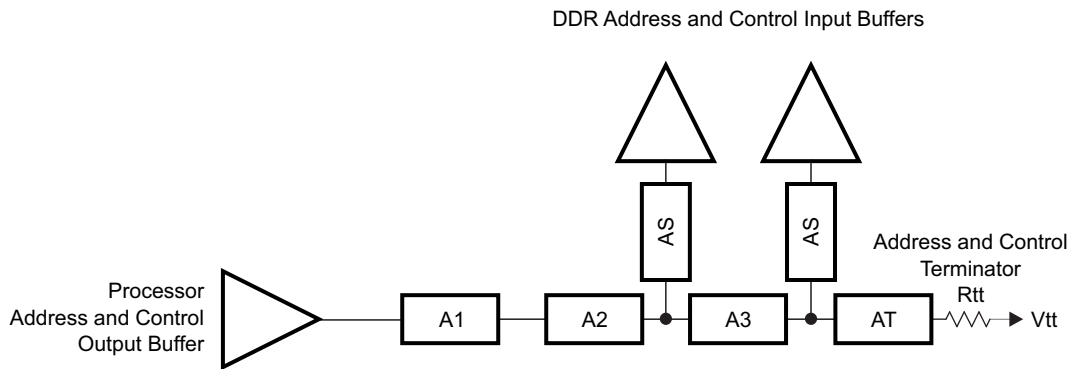 DDR Address and Control Input Buffers
AS
AS
Address and Control
Terminator
Rtt
Processor
Address and Control
Output Buffer
A1
A2
A3
AT
Vtt